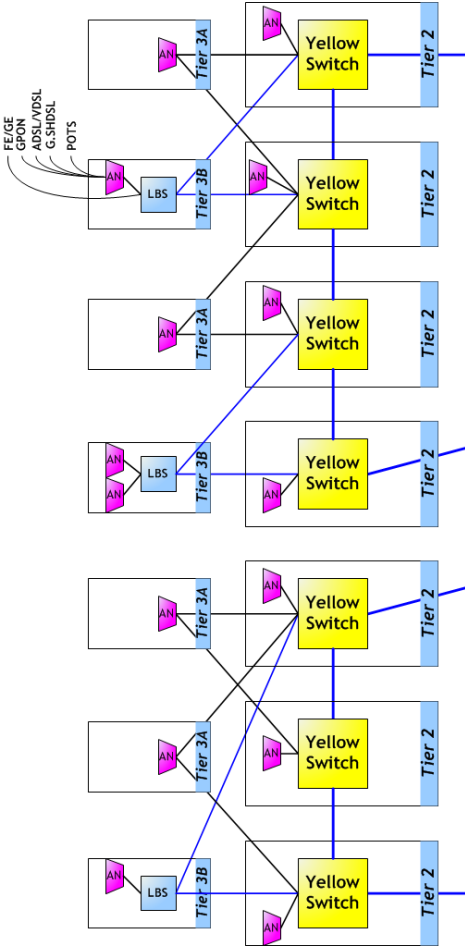 FE/GE
GPON
ADSL/VDSL
G.SHDSL
POTS
AN
Tier 3A
AN
Yellow
Switch
Tier 2
AN
LBS
Tier 3B
AN
Yellow
Switch
Tier 2
AN
Tier 3A
AN
Yellow
Switch
Tier 2
AN
AN
LBS
Tier 3B
AN
Yellow
Switch
Tier 2
AN
Tier 3A
AN
Yellow
Switch
Tier 2
AN
Tier 3A
AN
Yellow
Switch
Tier 2
AN
LBS
Tier 3B
AN
Yellow
Switch
Tier 2